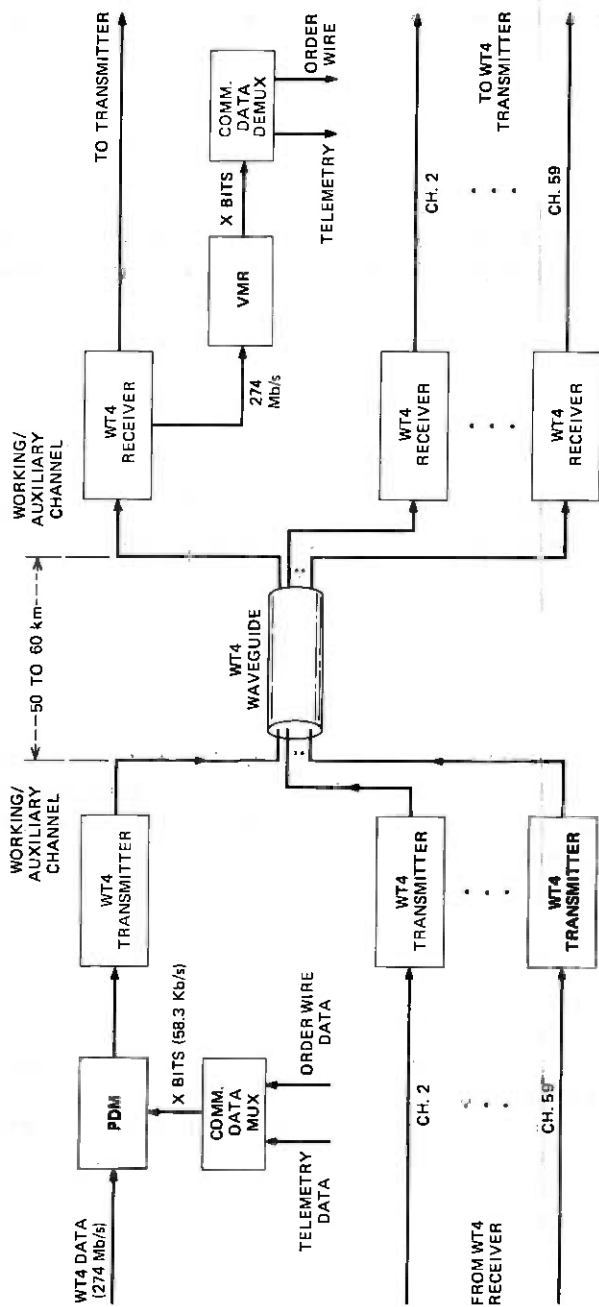 WORKING/
AUXILIARY
CHANNEL
50 TO 60 km
WORKING/
AUXILIARY
CHANNEL
WT4 DATA
(274 Mb/s)
PDM
WT4
TRANSMITTER
X BITS (58.3 Kb/s)
COMM.
DATA
MUX
TELEMETRY
DATA
ORDER WIRE
DATA
WT4
WAVEGUIDE
WT4
RECEIVER
TO TRANSMITTER
274
Mb/s
VMR
X BITS
COMM.
DATA
DEMUX
TELEMETRY
ORDER
WIRE
CH. 2
WT4
TRANSMITTER
WT4
RECEIVER
CH. 2
FROM WT4
RECEIVER
TO WT4
TRANSMITTER
CH. 59
WT4
TRANSMITTER
WT4
RECEIVER
CH. 59